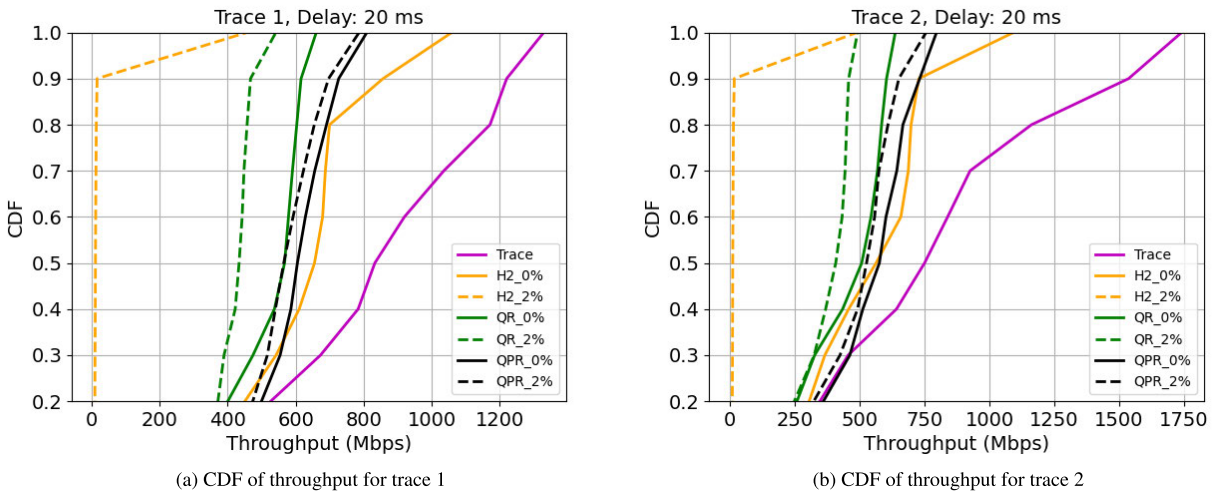 Trace 1, Delay: 20 ms
1.0
0.9
0.8
0.7
0.6
0.5
0.4
0.3
0.2
CDF
0 200 400 600 800 1000 1200
Throughput (Mbps)
Trace
H2_0%
H2_2%
QR_0%
QR_2%
QPR_0%
QPR_2%
(a) CDF of throughput for trace 1
Trace 2, Delay: 20 ms
1.0
0.9
0.8
0.7
0.6
0.5
0.4
0.3
0.2
CDF
0 250 500 750 1000 1250 1500 1750
Throughput (Mbps)
Trace
H2_0%
H2_2%
QR_0%
QR_2%
QPR_0%
QPR_2%
(b) CDF of throughput for trace 2